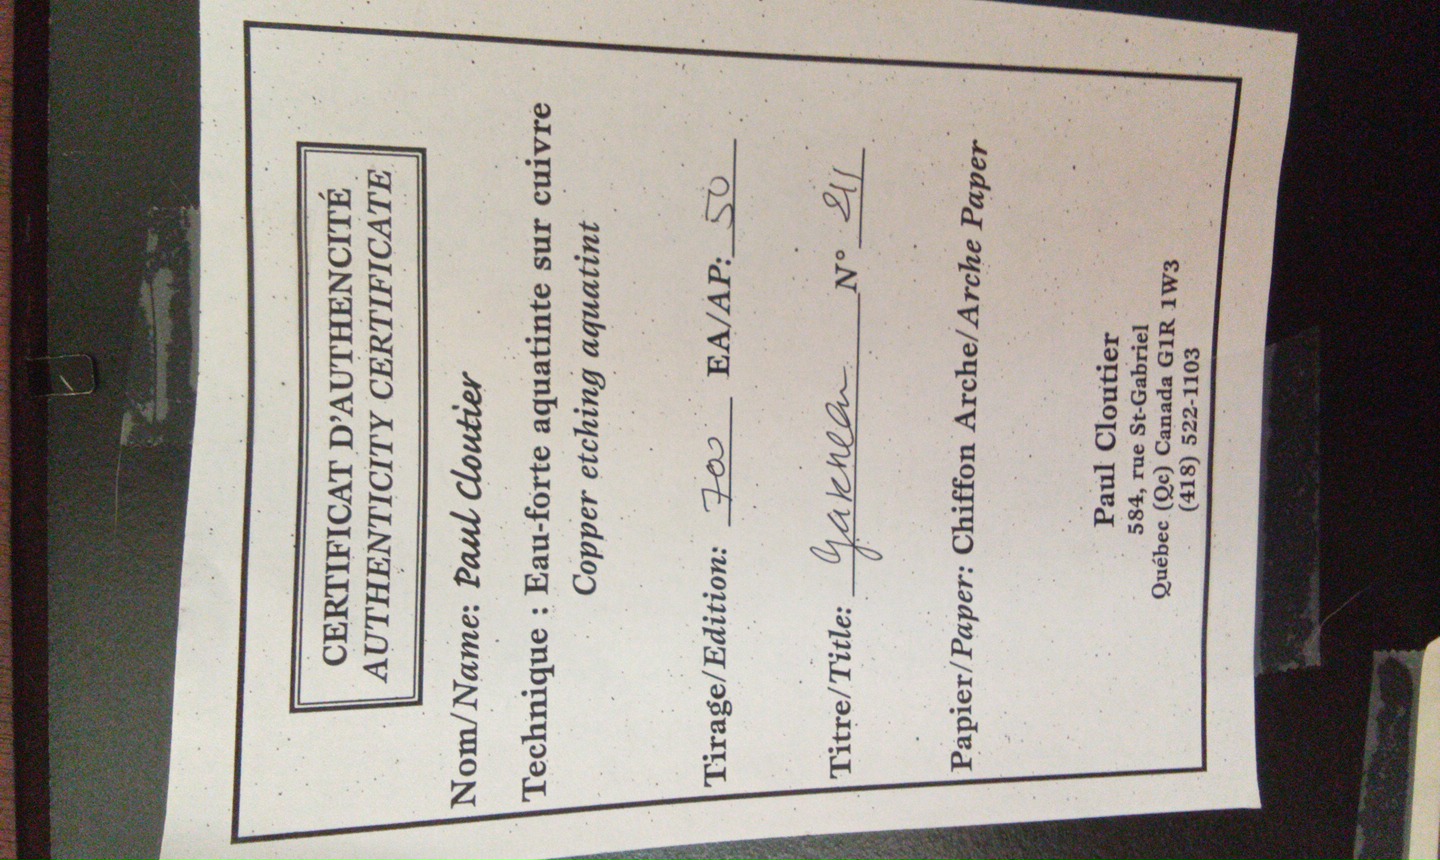 CERTIFICAT D'AUTHENCITÉ
AUTHENTICITY CERTIFICATE
Nom/Name: Paul Cloutier
Technique : Eau-forte aquatinte sur cuivre
Copper etching aquatint
Tirage/Edition: 700 EA/AP: 50
Titre/Title: N°
Papier/Paper: Chiffon Arche/Arche Paper
Paul Cloutier
584, rue St-Gabriel
Québec (Qc) Canada G1R 1W3
(418) 522-1103